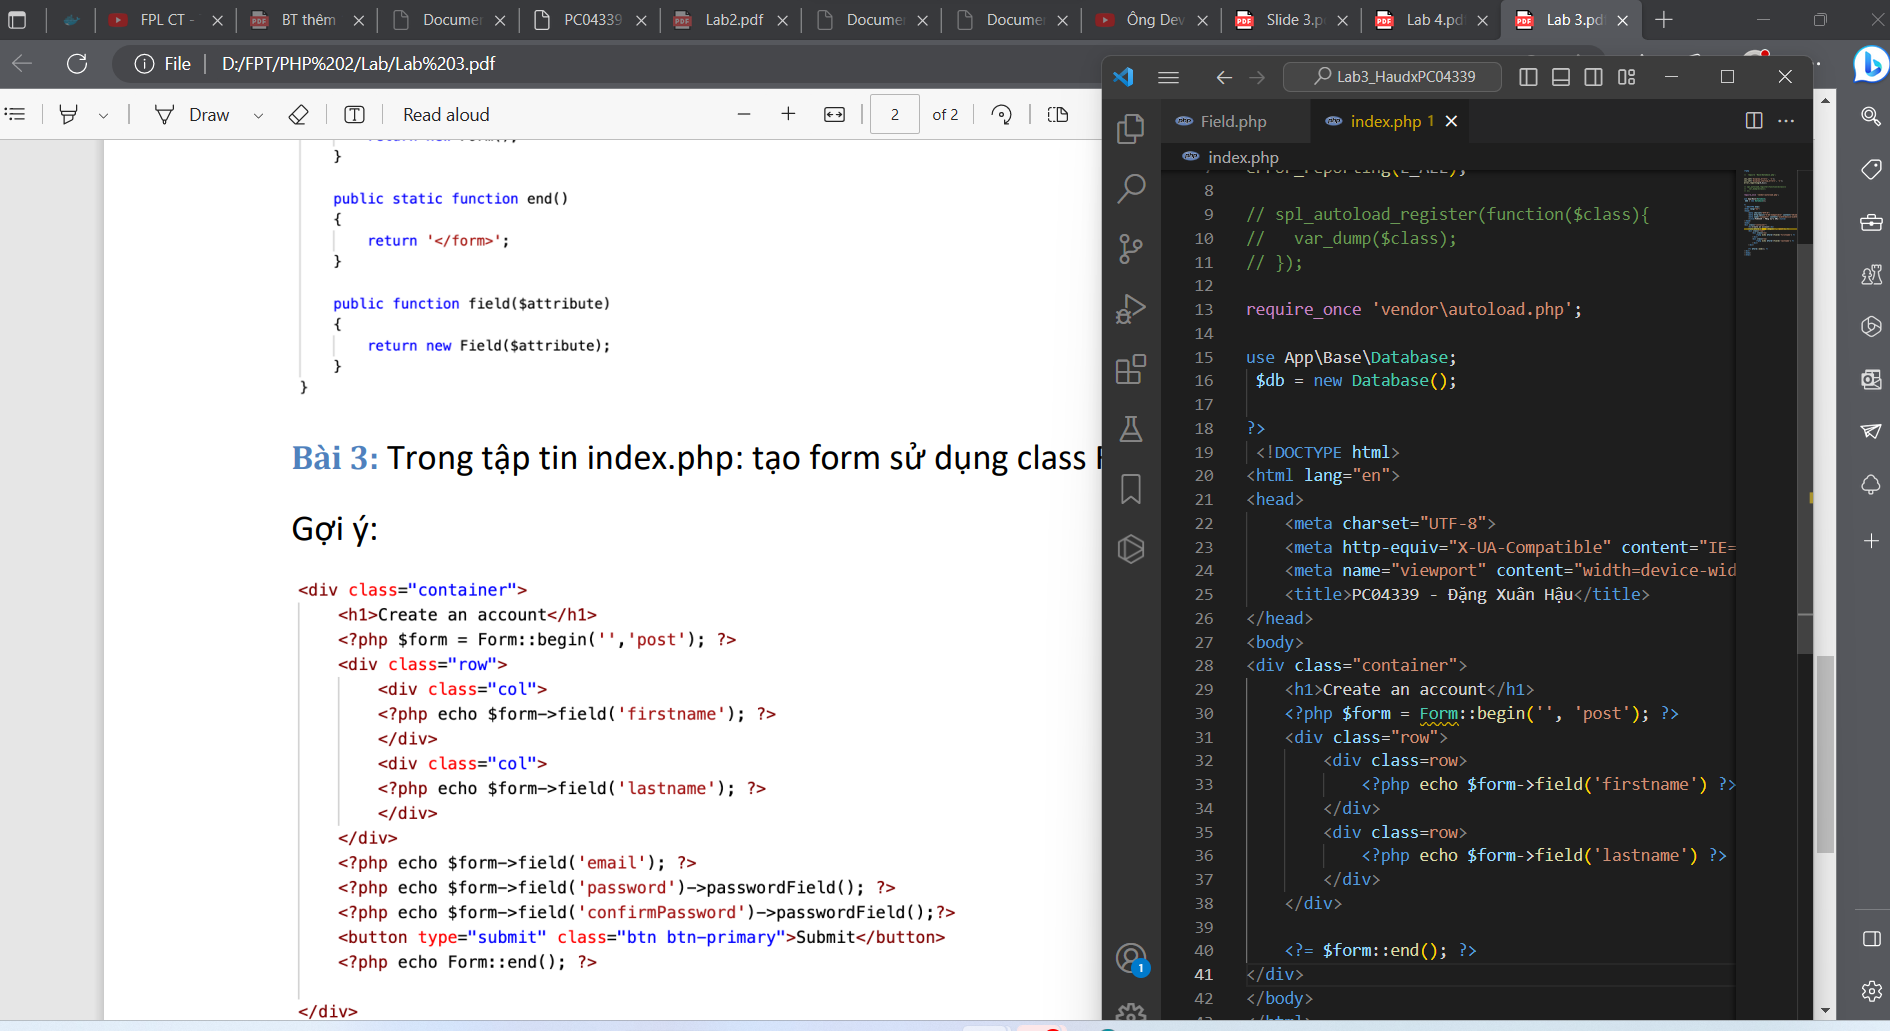 FPL CT -
BT thêm
Documen
PC04339
Lab2.pdf
Documen
Documen
Ông Dev
Slide 3.p
Lab 4.pd
Lab 3.pd
File
D:/FPT/PHP%202/Lab/Lab%203.pdf
Draw
Read aloud
2
of 2
}
public static function end()
{
return '</form>';
}
public function field($attribute)
{
return new Field($attribute);
}
}
Bài 3: Trong tập tin index.php: tạo form sử dụng class
Gợi ý:
<div class="container">
<h1>Create an account</h1>
<?php $form = Form::begin('','post'); ?>
<div class="row">
<div class="col">
<?php echo $form->field('firstname'); ?>
</div>
<div class="col">
<?php echo $form->field('lastname'); ?>
</div>
</div>
<?php echo $form->field('email'); ?>
<?php echo $form->field('password')->passwordField(); ?>
<?php echo $form->field('confirmPassword')->passwordField();?>
<button type="submit" class="btn btn-primary">Submit</button>
<?php echo Form::end(); ?>
</div>
Lab3_HaudxPC04339
Field.php
index.php 1
index.php
error_reporting(E_ALL);
8
9 // spl_autoload_register(function($class){
10 // var_dump($class);
11 // });
12
13 require_once 'vendor\autoload.php';
14
15 use App\Base\Database;
16 $db = new Database();
17
18 ?>
19 <!DOCTYPE html>
20 <html lang="en">
21 <head>
22 <meta charset="UTF-8">
23 <meta http-equiv="X-UA-Compatible" content="IE=
24 <meta name="viewport" content="width=device-wid
25 <title>PC04339 - Đặng Xuân Hậu</title>
26 </head>
27 <body>
28 <div class="container">
29 <h1>Create an account</h1>
30 <?php $form = Form::begin('', 'post'); ?>
31 <div class="row">
32 <div class=row>
33 <?php echo $form->field('firstname') ?>
34 </div>
35 <div class=row>
36 <?php echo $form->field('lastname') ?>
37 </div>
38 </div>
39
40 <?= $form::end(); ?>
41 </div>
42 </body>
1